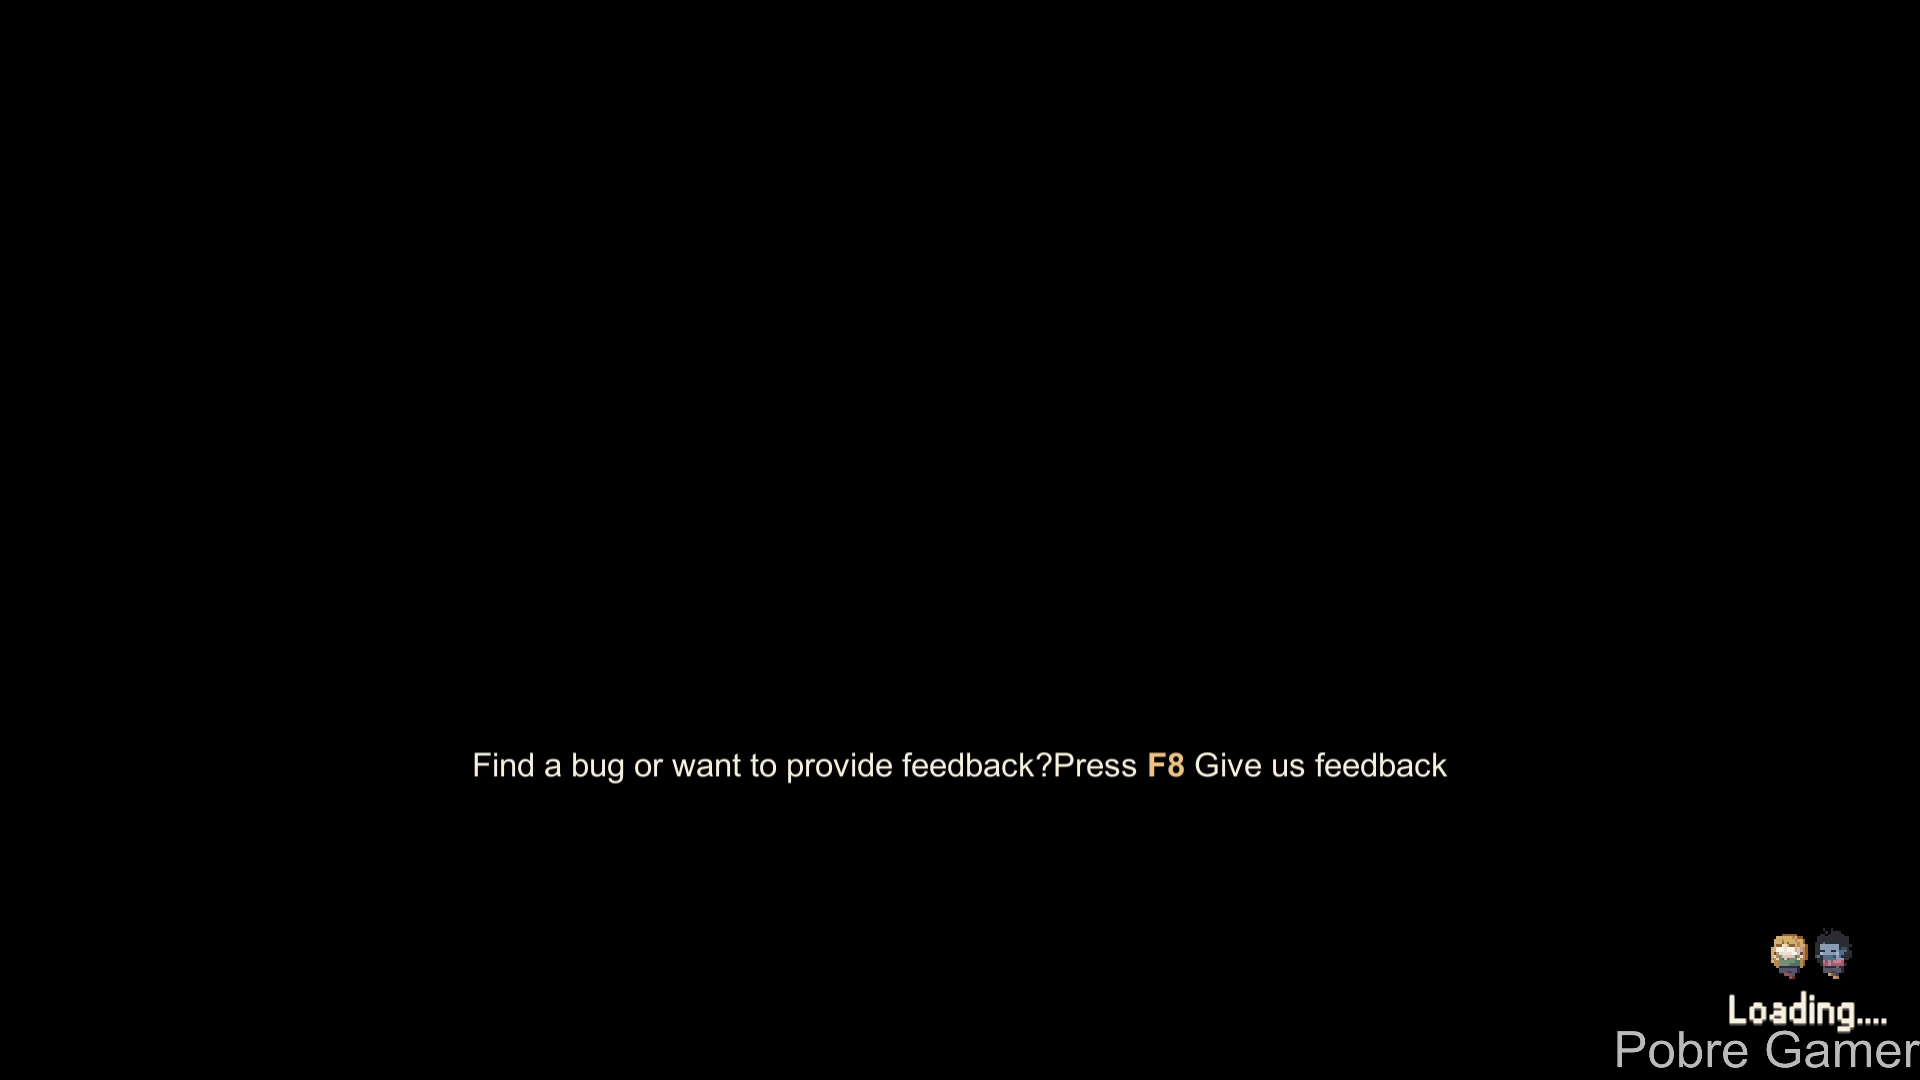 Find a bug or want to provide feedback?Press F8 Give us feedback
Loading....
Pobre Gamer